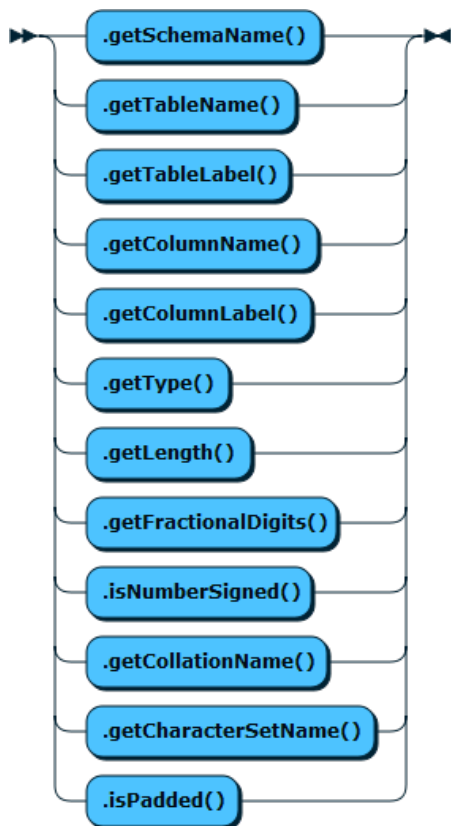 .getSchemaName()
.getTableName()
.getTableLabel()
.getColumnName()
.getColumnLabel()
.getType()
.getLength()
.getFractionalDigits()
.isNumberSigned()
.getCollationName()
.getCharacterSetName()
.isPadded()